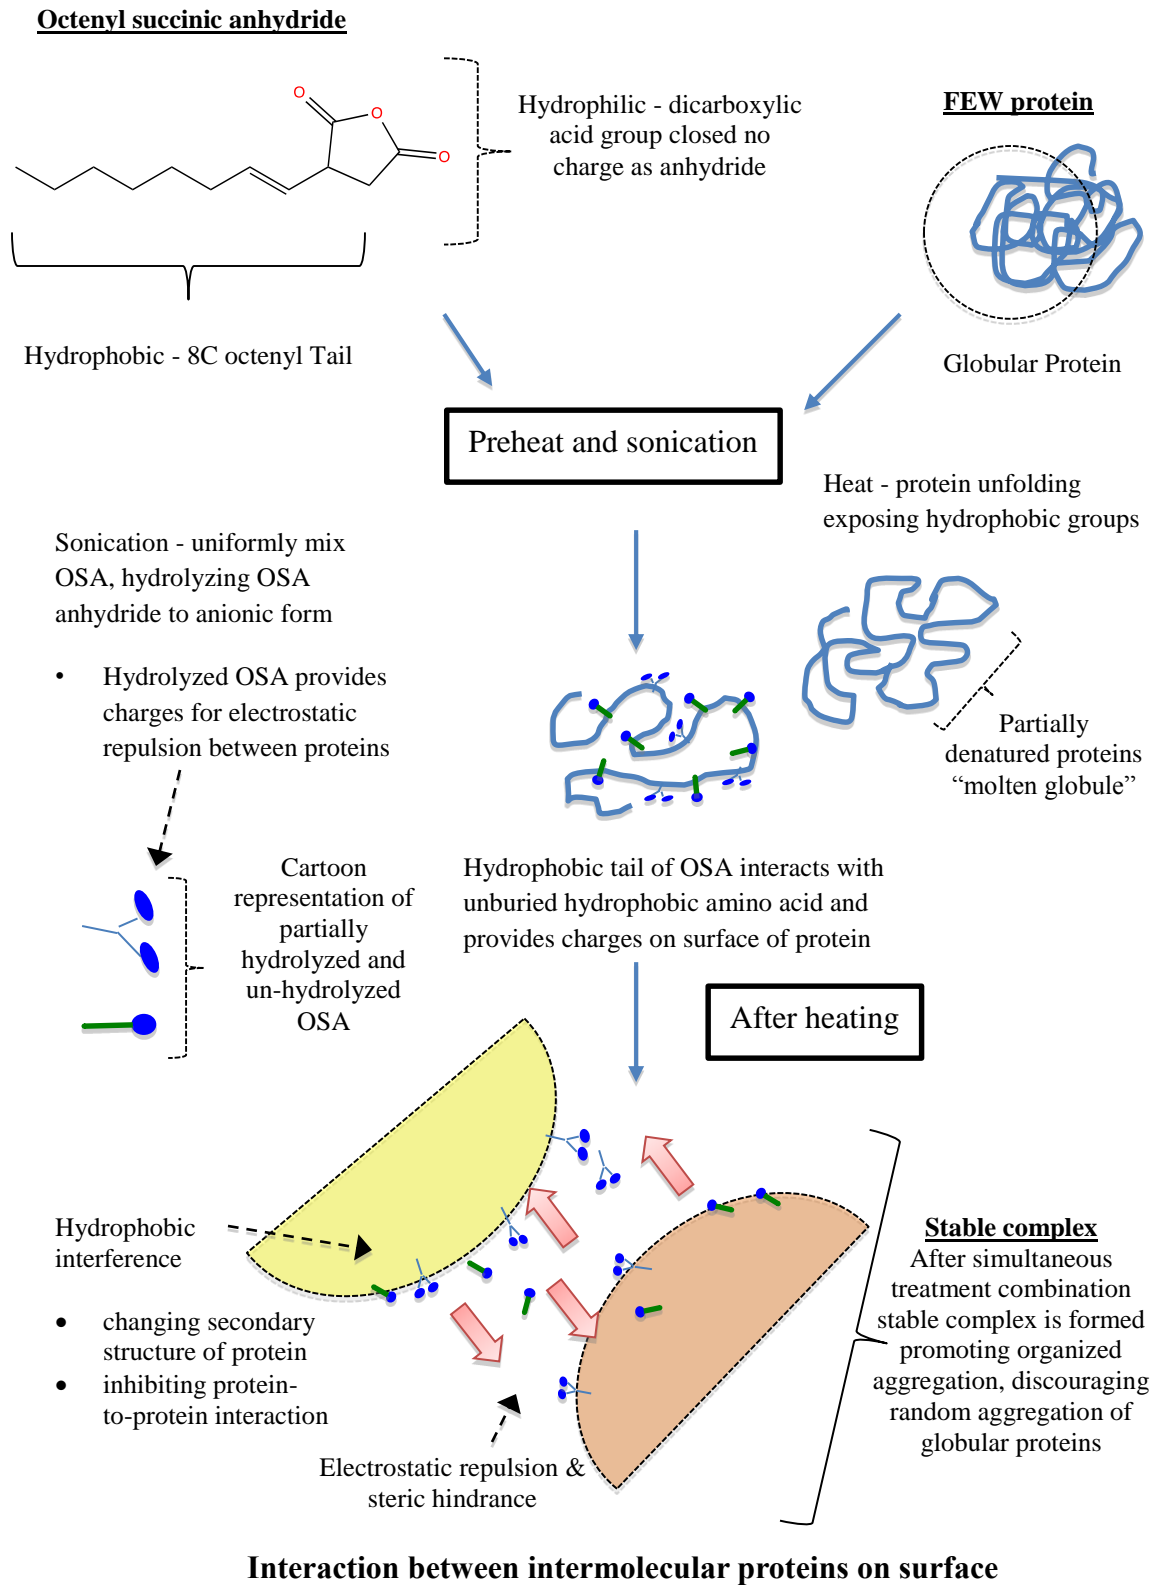 Octenyl succinic anhydride
O
O
O
Hydrophilic - dicarboxylic
acid group closed no
charge as anhydride
FEW protein
Hydrophobic - 8C octenyl Tail
Globular Protein
Preheat and sonication
Heat - protein unfolding
exposing hydrophobic groups
Sonication - uniformly mix
OSA, hydrolyzing OSA
anhydride to anionic form
• Hydrolyzed OSA provides
charges for electrostatic
repulsion between proteins
Partially
denatured proteins
“molten globule”
Cartoon
representation of
partially
hydrolyzed and
un-hydrolyzed
OSA
Hydrophobic tail of OSA interacts with
unburied hydrophobic amino acid and
provides charges on surface of protein
After heating
Hydrophobic
interference
• changing secondary
structure of protein
• inhibiting protein-
to-protein interaction
Electrostatic repulsion &
steric hindrance
Stable complex
After simultaneous
treatment combination
stable complex is formed
promoting organized
aggregation, discouraging
random aggregation of
globular proteins
Interaction between intermolecular proteins on surface